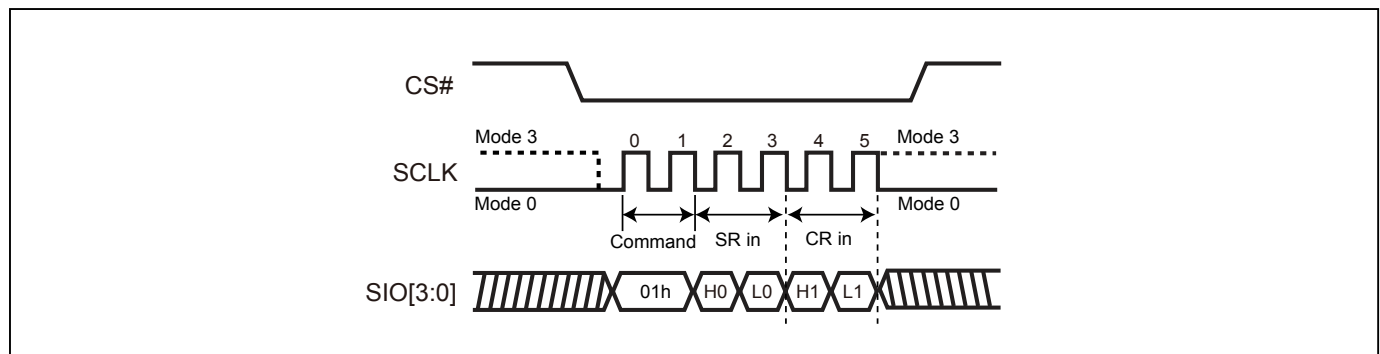 CS#
Mode 3 0 1 2 3 4 5 Mode 3
SCLK
Mode 0 Mode 0
Command SR in CR in
SIO[3:0] 01h H0 L0 H1 L1